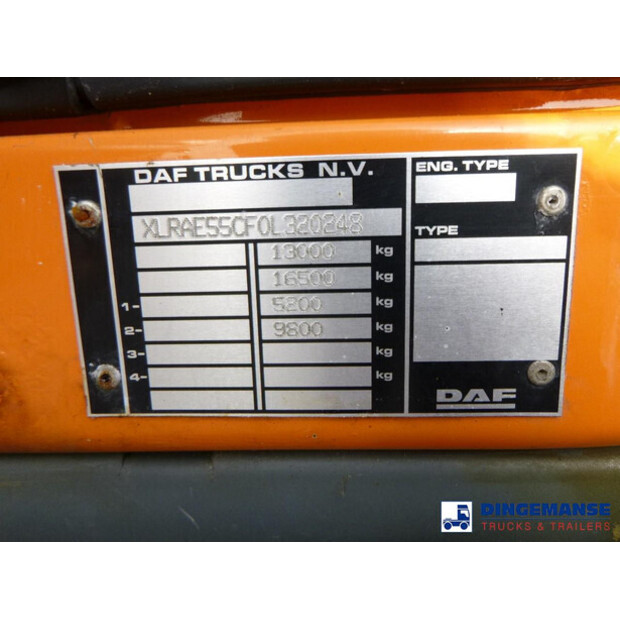 DAF TRUCKS N.V.
XLRAE55CF0L320248
13000 kg
16500 kg
1- 5200 kg
2- 9800 kg
3- kg
4- kg
ENG. TYPE
TYPE
DAF
DINGEMANSE
TRUCKS & TRAILERS